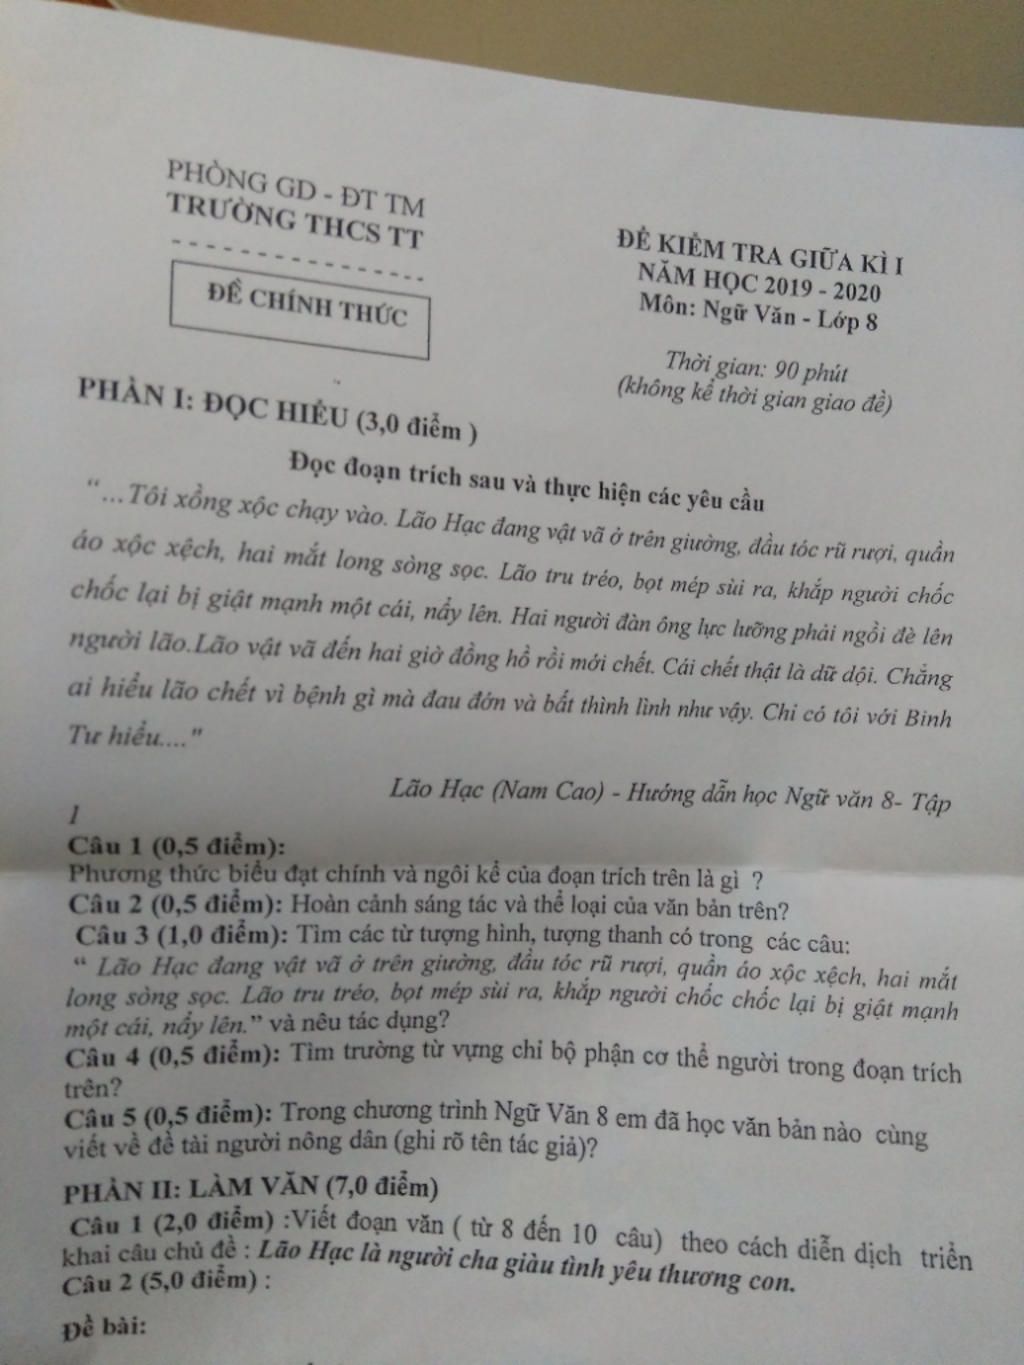 PHÒNG GD - ĐT TM
TRƯỜNG THCS TT
ĐỀ CHÍNH THỨC
ĐỀ KIỂM TRA GIỮA KÌ I
NĂM HỌC 2019 - 2020
Môn: Ngữ Văn - Lớp 8
Thời gian: 90 phút
(không kể thời gian giao đề)
PHẦN I: ĐỌC HIỂU (3,0 điểm )
Đọc đoạn trích sau và thực hiện các yêu cầu
“...Tôi xồng xộc chạy vào. Lão Hạc đang vật vã ở trên giường, đầu tóc rũ rượi, quần
áo xộc xệch, hai mắt long sòng sọc. Lão tru tréo, bọt mép sùi ra, khắp người chốc
chốc lại bị giật mạnh một cái, nẩy lên. Hai người đàn ông lực lưỡng phải ngồi đè lên
người lão.Lão vật vã đến hai giờ đồng hồ rồi mới chết. Cái chết thật là dữ dội. Chẳng
ai hiểu lão chết vì bệnh gì mà đau đớn và bất thình lình như vậy. Chỉ có tôi với Binh
Tư hiểu...."
Lão Hạc (Nam Cao) - Hướng dẫn học Ngữ văn 8- Tập
1
Câu 1 (0,5 điểm):
Phương thức biểu đạt chính và ngôi kể của đoạn trích trên là gì ?
Câu 2 (0,5 điểm): Hoàn cảnh sáng tác và thể loại của văn bản trên?
Câu 3 (1,0 điểm): Tìm các từ tượng hình, tượng thanh có trong các câu:
“ Lão Hạc đang vật vã ở trên giường, đầu tóc rũ rượi, quần áo xộc xệch, hai mắt
long sòng sọc. Lão tru tréo, bọt mép sùi ra, khắp người chốc chốc lại bị giật mạnh
một cái, nẩy lên.” và nêu tác dụng?
Câu 4 (0,5 điểm): Tìm trường từ vựng chỉ bộ phận cơ thể người trong đoạn trích
trên?
Câu 5 (0,5 điểm): Trong chương trình Ngữ Văn 8 em đã học văn bản nào cùng
viết về đề tài người nông dân (ghi rõ tên tác giả)?
PHẦN II: LÀM VĂN (7,0 điểm)
Câu 1 (2,0 điểm) :Viết đoạn văn ( từ 8 đến 10 câu) theo cách diễn dịch triển
khai câu chủ đề : Lão Hạc là người cha giàu tình yêu thương con.
Câu 2 (5,0 điểm) :
Đề bài: